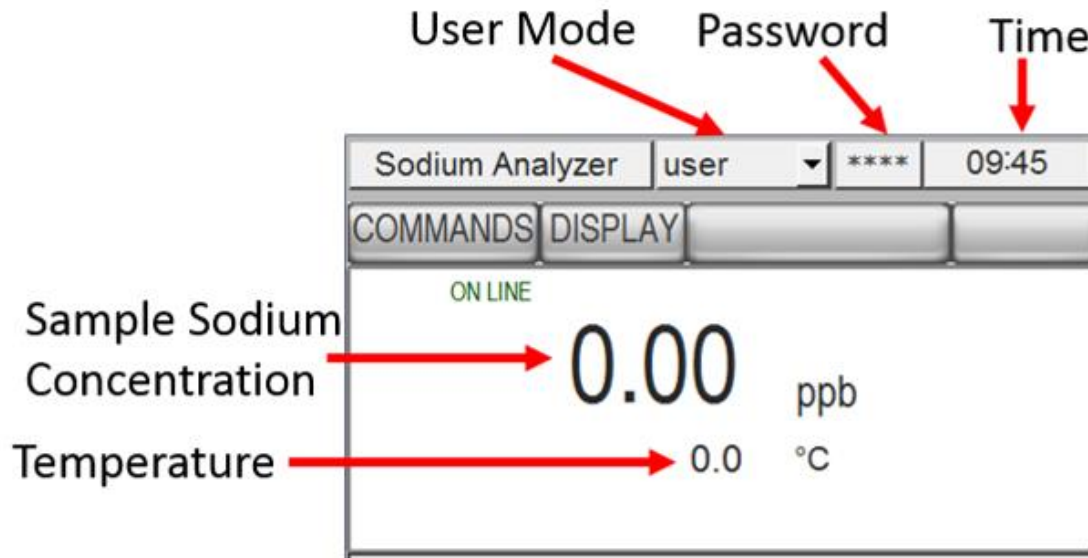 User Mode Password Time
Sodium Analyzer user **** 09:45
COMMANDS DISPLAY
ON LINE
Sample Sodium
Concentration
0.00 ppb
Temperature 0.0 °C